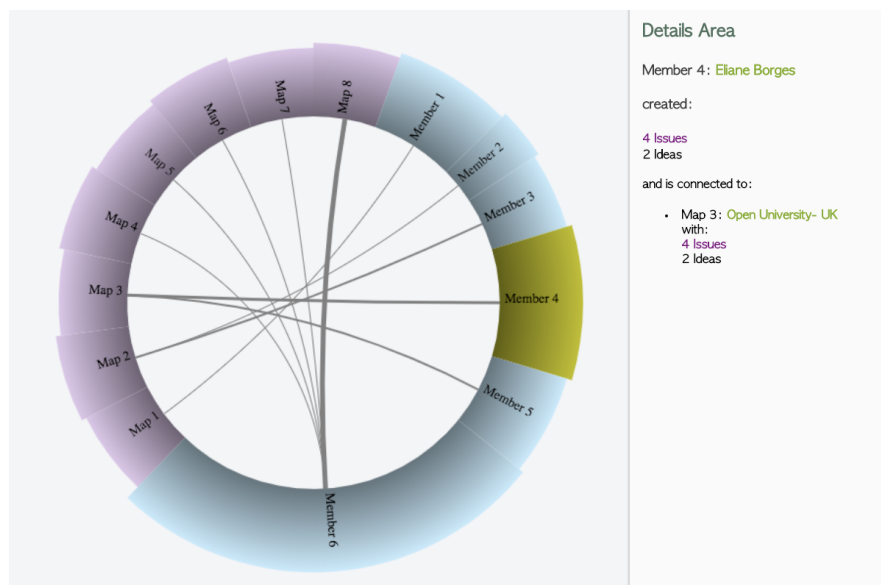 Map 8
Member 1
Member 2
Member 3
Member 4
Member 5
Member 6
Map 1
Map 2
Map 3
Map 4
Map 5
Map 6
Map 7
Details Area
Member 4: Eliane Borges
created:
4 Issues
2 Ideas
and is connected to:
• Map 3: Open University- UK
with:
4 Issues
2 Ideas